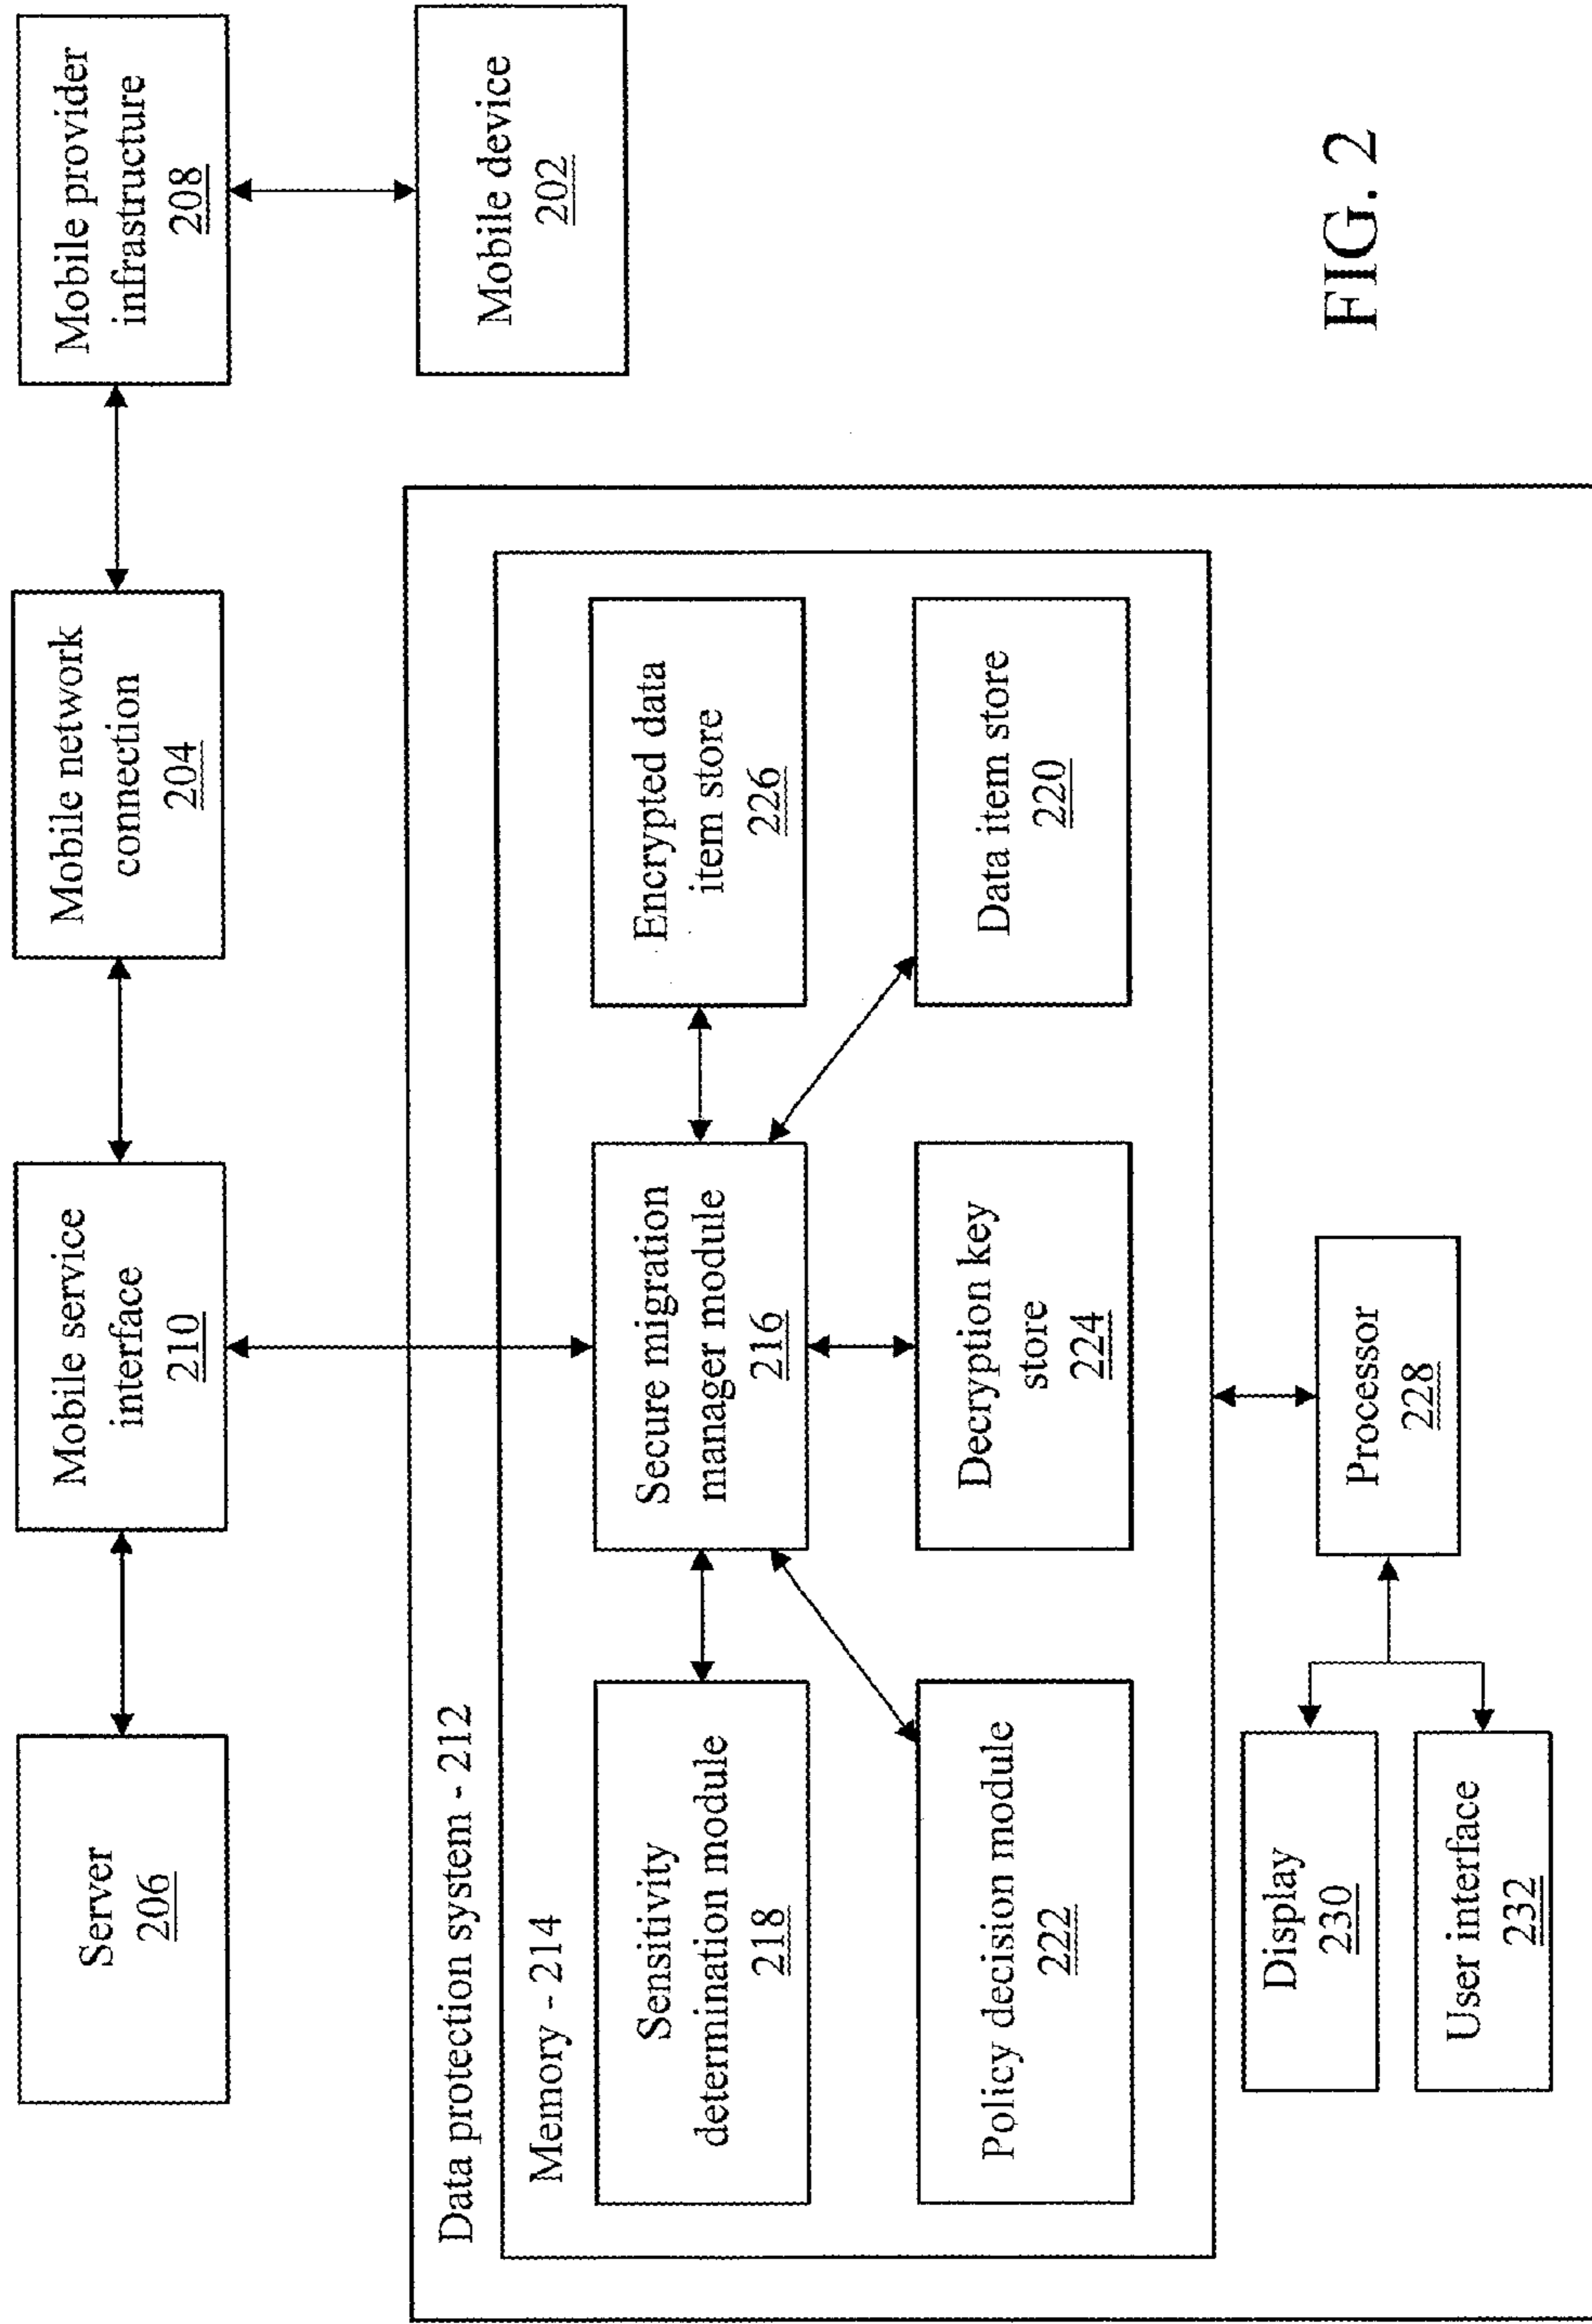 Server
206
Mobile service
interface
210
Mobile network
connection
204
Mobile provider
infrastructure
208
Mobile device
202
Data protection system - 212
Memory - 214
Sensitivity
determination module
218
Secure migration
manager module
216
Encrypted data
item store
226
Policy decision module
222
Decryption key
store
224
Data item store
220
Display
230
User interface
232
Processor
228
FIG. 2